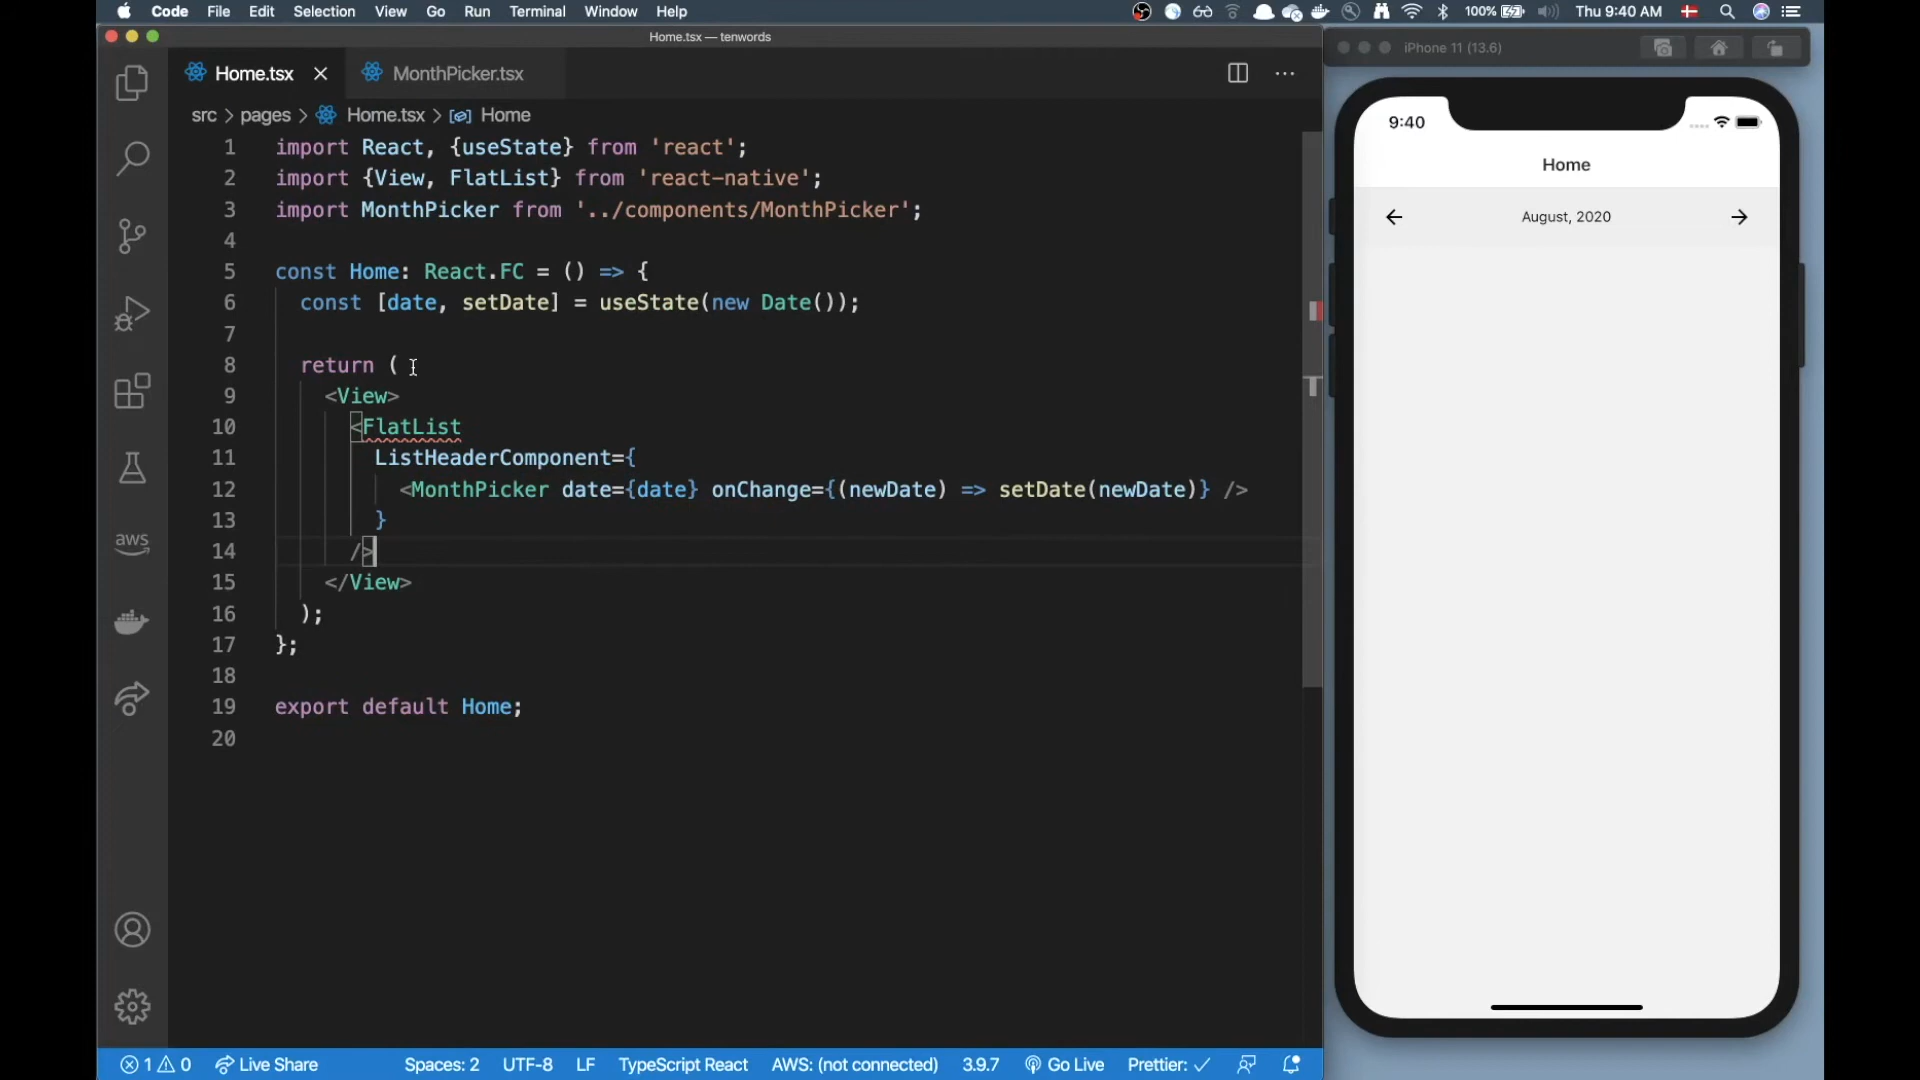 Code File Edit Selection View Go Run Terminal Window Help 100% Thu 9:40 AM
Home.tsx — tenwords
iPhone 11 (13.6)
Home.tsx MonthPicker.tsx
src > pages > Home.tsx > Home
1 import React, {useState} from 'react';
2 import {View, FlatList} from 'react-native';
3 import MonthPicker from '../components/MonthPicker';
4
5 const Home: React.FC = () => {
6 const [date, setDate] = useState(new Date());
7
8 return (
9 <View>
10 <FlatList
11 ListHeaderComponent={
12 <MonthPicker date={date} onChange={(newDate) => setDate(newDate)} />
13 }
14 />
15 </View>
16 );
17 };
18
19 export default Home;
20
aws
9:40
Home
August, 2020
1 0 Live Share Spaces: 2 UTF-8 LF TypeScript React AWS: (not connected) 3.9.7 Go Live Prettier: ✓